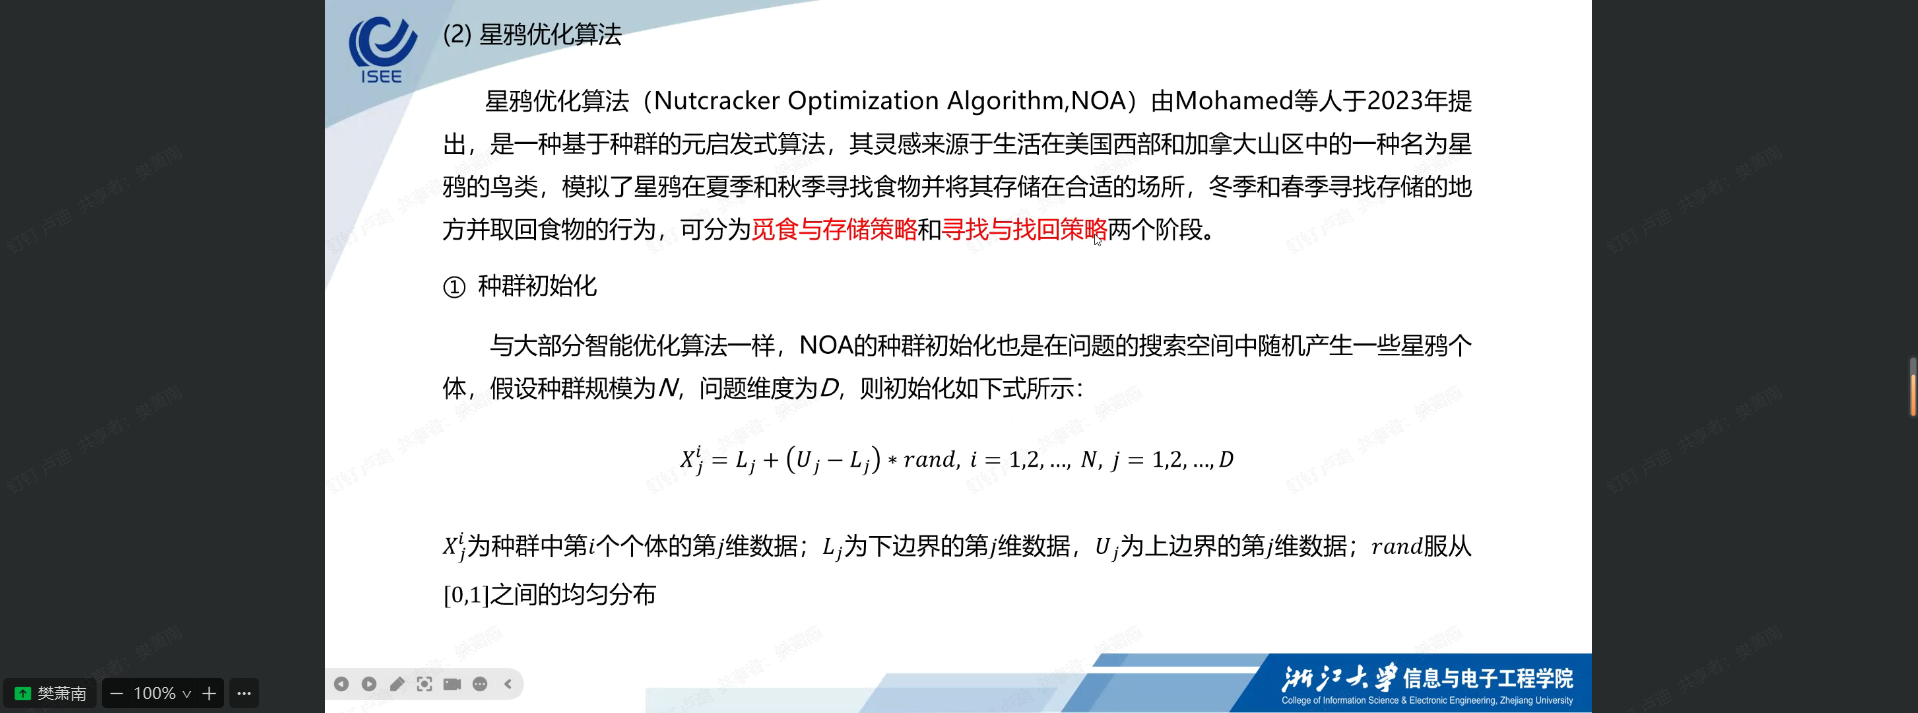 ISEE
(2) 星鸦优化算法
星鸦优化算法（Nutcracker Optimization Algorithm,NOA）由Mohamed等人于2023年提
出，是一种基于种群的元启发式算法，其灵感来源于生活在美国西部和加拿大山区中的一种名为星
鸦的鸟类，模拟了星鸦在夏季和秋季寻找食物并将其存储在合适的场所，冬季和春季寻找存储的地
方并取回食物的行为，可分为觅食与存储策略和寻找与找回策略两个阶段。
① 种群初始化
与大部分智能优化算法一样，NOA的种群初始化也是在问题的搜索空间中随机产生一些星鸦个
体，假设种群规模为N，问题维度为D，则初始化如下式所示：
X_j^i = L_j + (U_j − L_j) ∗ rand, i = 1,2, …, N, j = 1,2, …, D
X_j^i为种群中第i个个体的第j维数据；L_j为下边界的第j维数据，U_j为上边界的第j维数据；rand服从
[0,1]之间的均匀分布
浙江大学 信息与电子工程学院
College of Information Science & Electronic Engineering, Zhejiang University
樊萧南 — 100% +
钉钉 卢迪 共享者：樊萧南